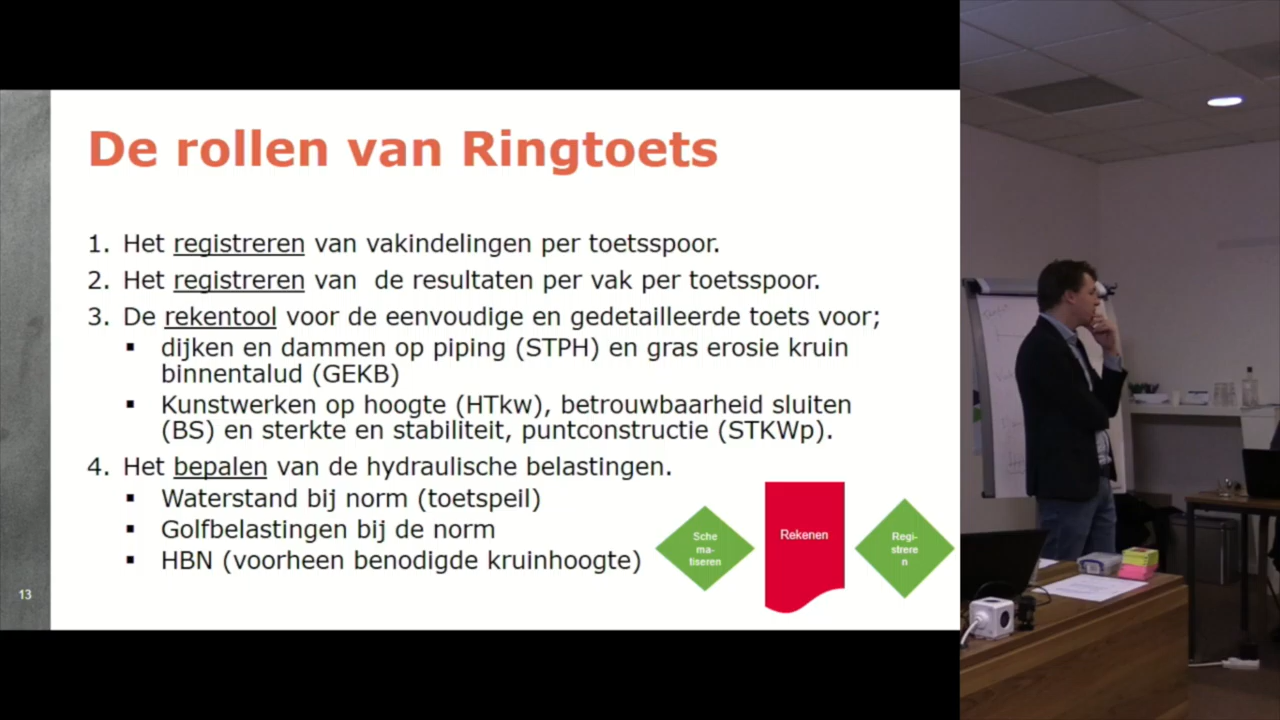 De rollen van Ringtoets
1. Het registreren van vakindelingen per toetsspoor.
2. Het registreren van de resultaten per vak per toetsspoor.
3. De rekentool voor de eenvoudige en gedetailleerde toets voor;
▪ dijken en dammen op piping (STPH) en gras erosie kruin
binnentalud (GEKB)
▪ Kunstwerken op hoogte (HTkw), betrouwbaarheid sluiten
(BS) en sterkte en stabiliteit, puntconstructie (STKWp).
4. Het bepalen van de hydraulische belastingen.
▪ Waterstand bij norm (toetspeil)
▪ Golfbelastingen bij de norm
▪ HBN (voorheen benodigde kruinhoogte)
Sche
ma-
tiseren
Rekenen
Regi-
strere
n
13